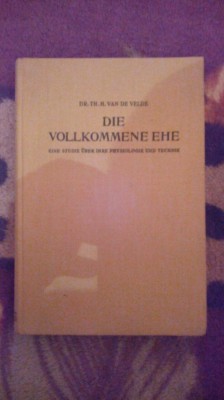 DR. TH. H. VAN DE VELDE
DIE
VOLLKOMMENE EHE
EINE STUDIE ÜBER IHRE PHYSIOLOGIE UND TECHNIK